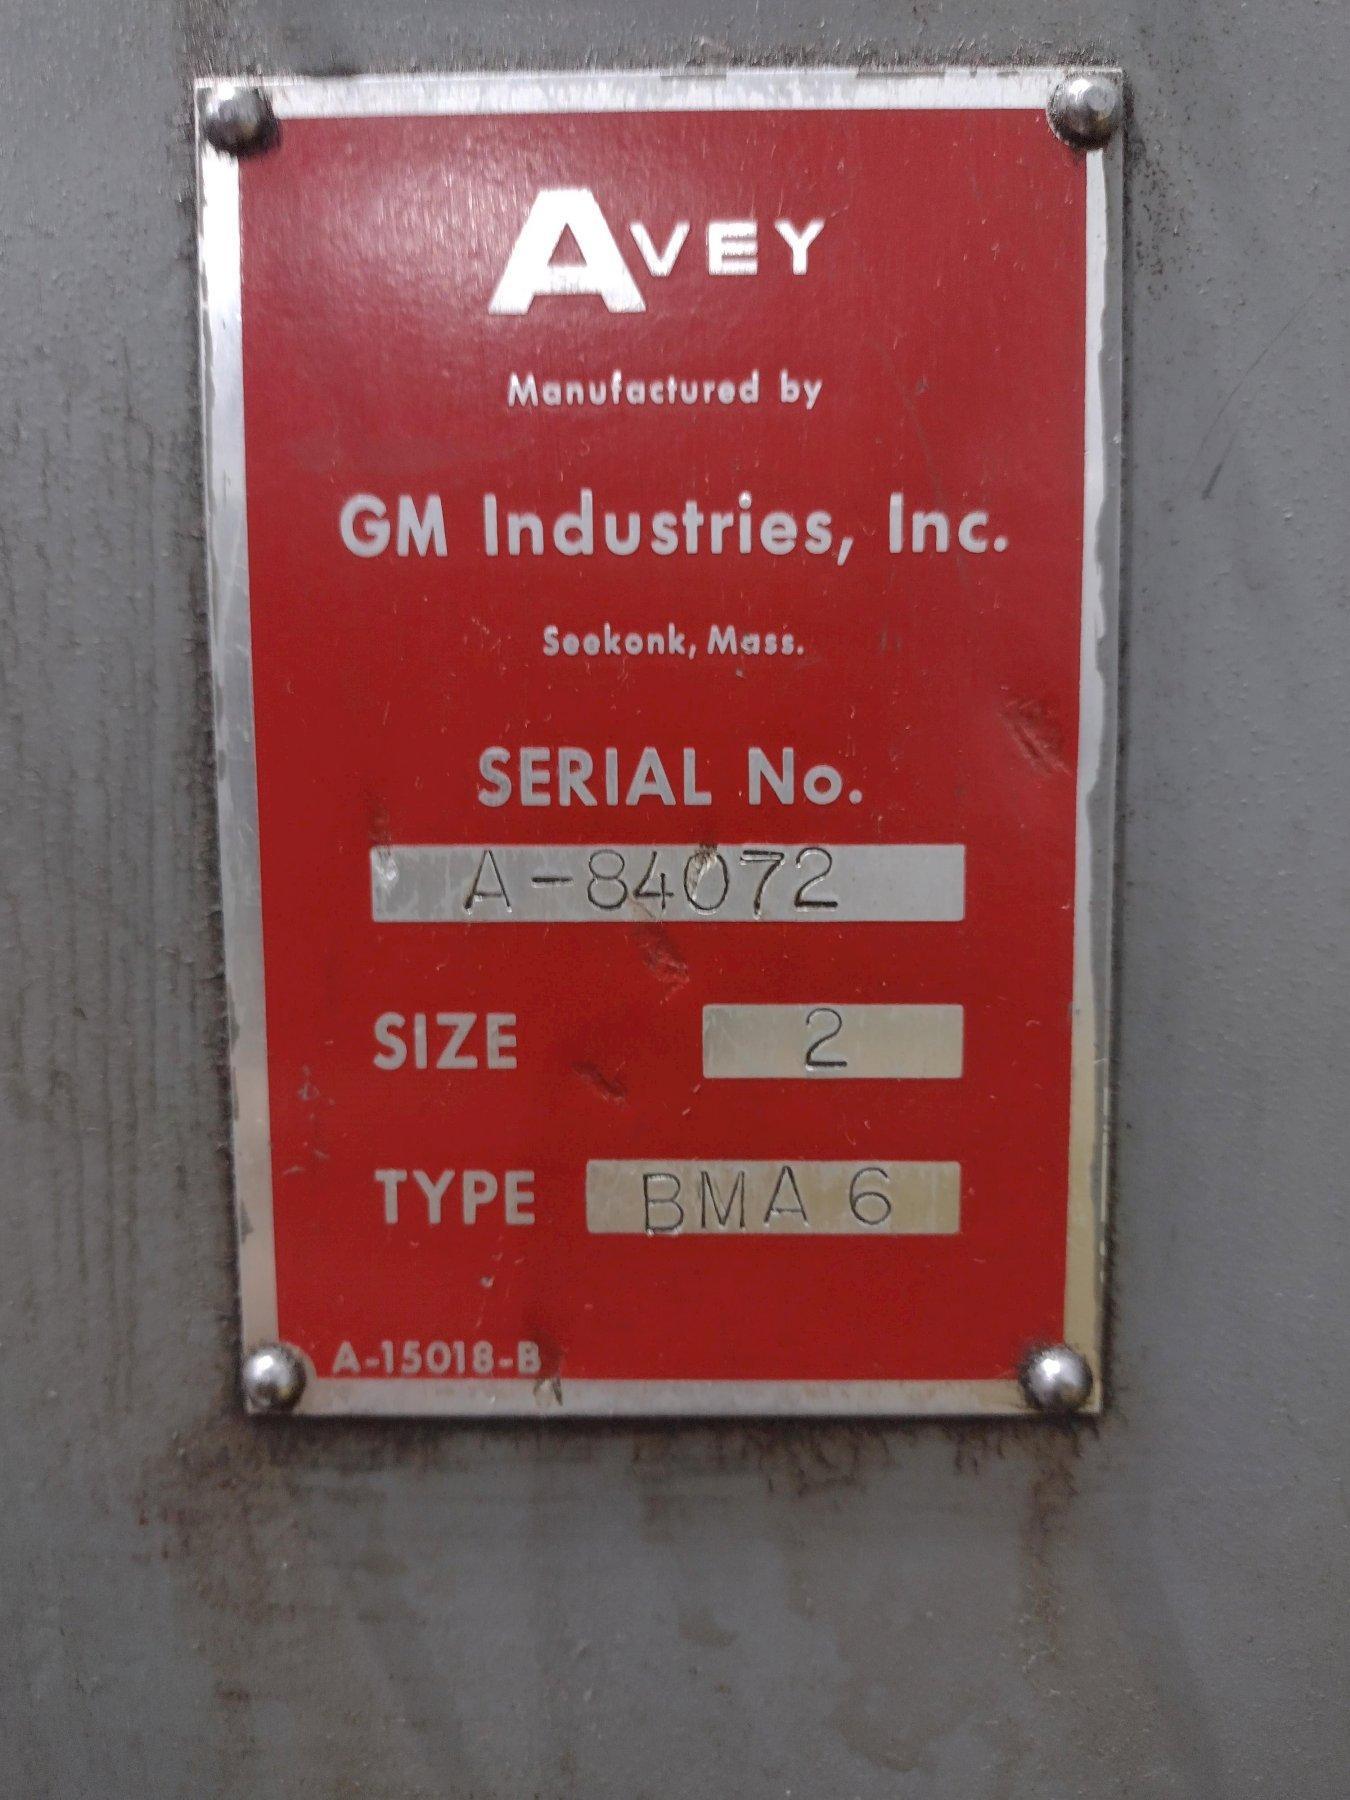 AVEY
Manufactured by
GM Industries, Inc.
Seekonk, Mass.
SERIAL No.
A-84072
SIZE 2
TYPE BMA 6
A-15018-B